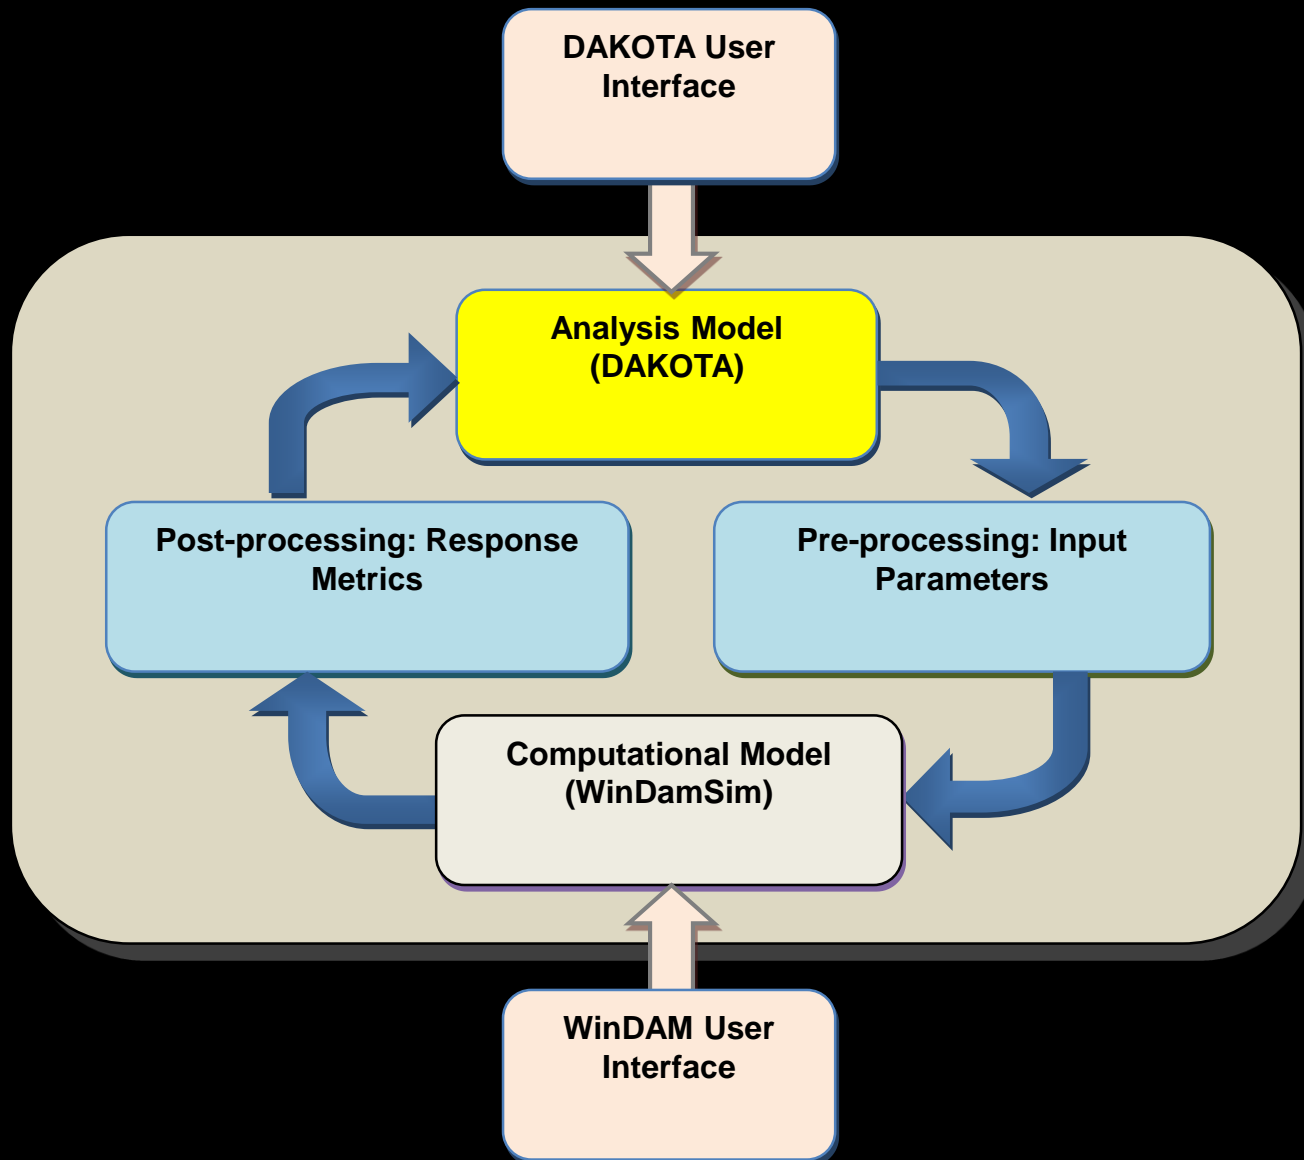 DAKOTA User
Interface
Analysis Model
(DAKOTA)
Post-processing: Response
Metrics
Pre-processing: Input
Parameters
Computational Model
(WinDamSim)
WinDAM User
Interface